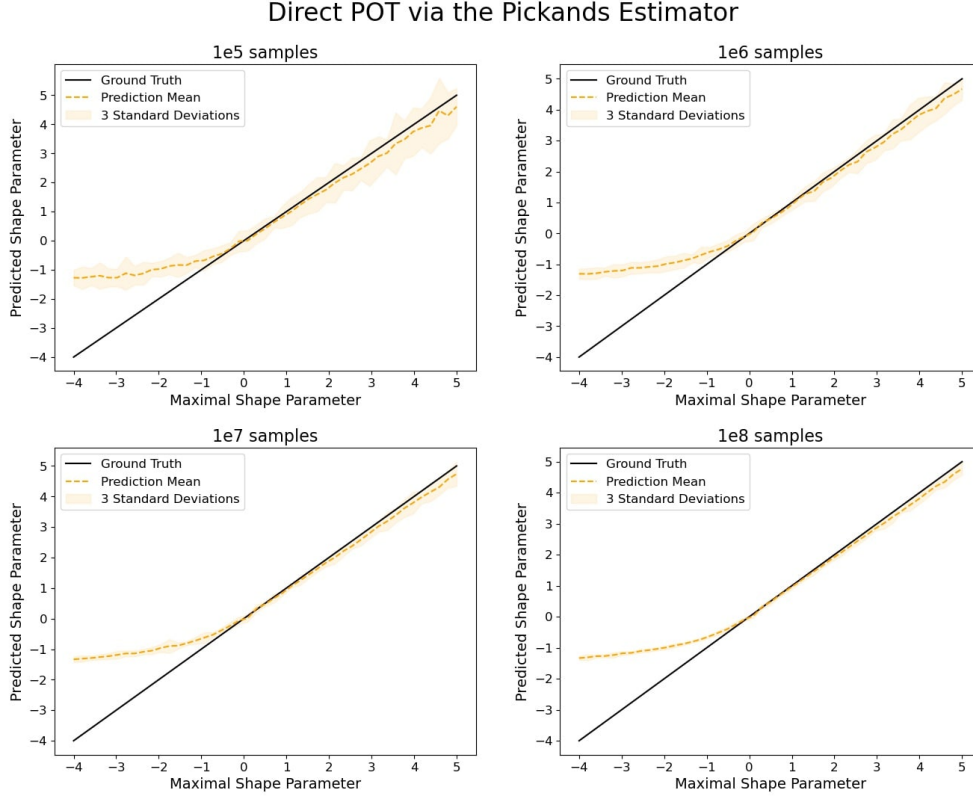 Direct POT via the Pickands Estimator
1e5 samples
Ground Truth
Prediction Mean
3 Standard Deviations
5
4
3
2
1
0
−1
−2
−3
−4
Predicted Shape Parameter
−4 −3 −2 −1 0 1 2 3 4 5
Maximal Shape Parameter
1e6 samples
Ground Truth
Prediction Mean
3 Standard Deviations
5
4
3
2
1
0
−1
−2
−3
−4
Predicted Shape Parameter
−4 −3 −2 −1 0 1 2 3 4 5
Maximal Shape Parameter
1e7 samples
Ground Truth
Prediction Mean
3 Standard Deviations
5
4
3
2
1
0
−1
−2
−3
−4
Predicted Shape Parameter
−4 −3 −2 −1 0 1 2 3 4 5
Maximal Shape Parameter
1e8 samples
Ground Truth
Prediction Mean
3 Standard Deviations
5
4
3
2
1
0
−1
−2
−3
−4
Predicted Shape Parameter
−4 −3 −2 −1 0 1 2 3 4 5
Maximal Shape Parameter